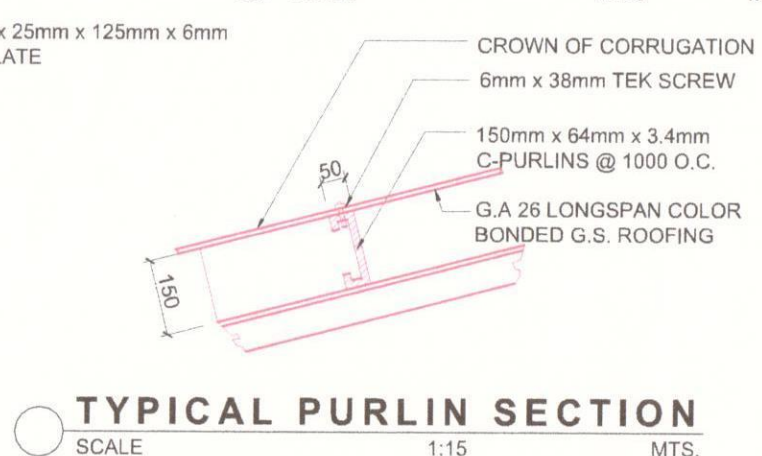 x 25mm x 125mm x 6mm
CROWN OF CORRUGATION
6mm x 38mm TEK SCREW
150mm x 64mm x 3.4mm
C-PURLINS @ 1000 O.C.
50
G.A 26 LONGSPAN COLOR
BONDED G.S. ROOFING
150
TYPICAL PURLIN SECTION
SCALE 1:15 MTS.